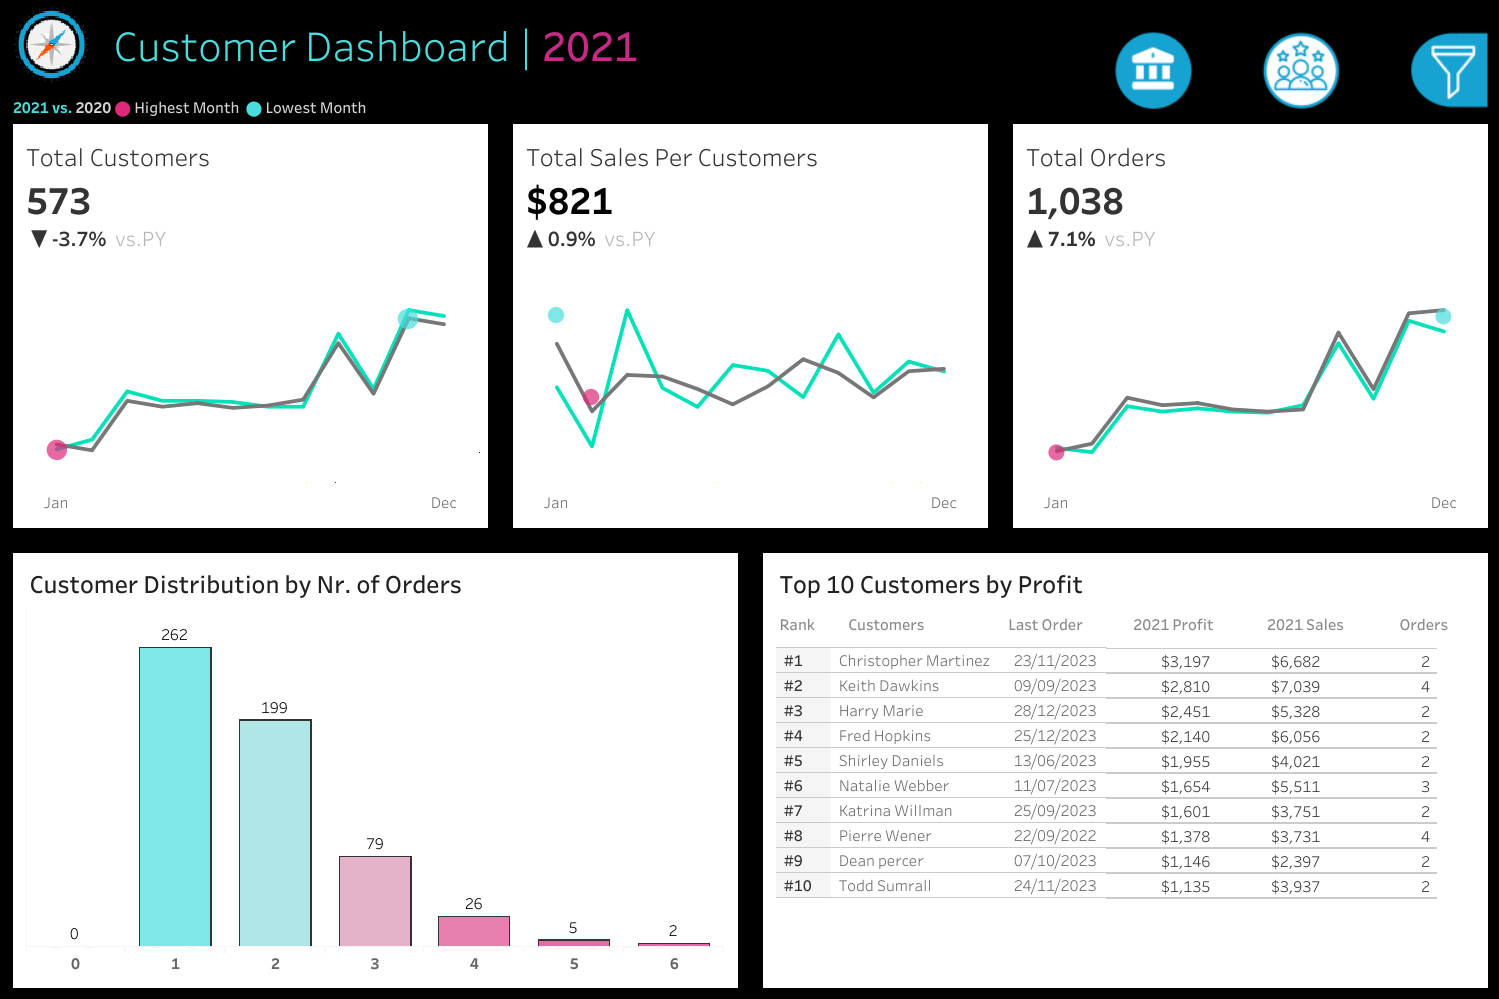 Customer Dashboard | 2021
2021 vs. 2020 Highest Month Lowest Month
Total Customers
573
▼ -3.7% vs.PY
Jan Dec
Total Sales Per Customers
$821
▲ 0.9% vs.PY
Jan Dec
Total Orders
1,038
▲ 7.1% vs.PY
Jan Dec
Customer Distribution by Nr. of Orders
0 262 199 79 26 5 2
0 1 2 3 4 5 6
Top 10 Customers by Profit
Rank Customers Last Order 2021 Profit 2021 Sales Orders
#1 Christopher Martinez 23/11/2023 $3,197 $6,682 2
#2 Keith Dawkins 09/09/2023 $2,810 $7,039 4
#3 Harry Marie 28/12/2023 $2,451 $5,328 2
#4 Fred Hopkins 25/12/2023 $2,140 $6,056 2
#5 Shirley Daniels 13/06/2023 $1,955 $4,021 2
#6 Natalie Webber 11/07/2023 $1,654 $5,511 3
#7 Katrina Willman 25/09/2023 $1,601 $3,751 2
#8 Pierre Wener 22/09/2022 $1,378 $3,731 4
#9 Dean percer 07/10/2023 $1,146 $2,397 2
#10 Todd Sumrall 24/11/2023 $1,135 $3,937 2